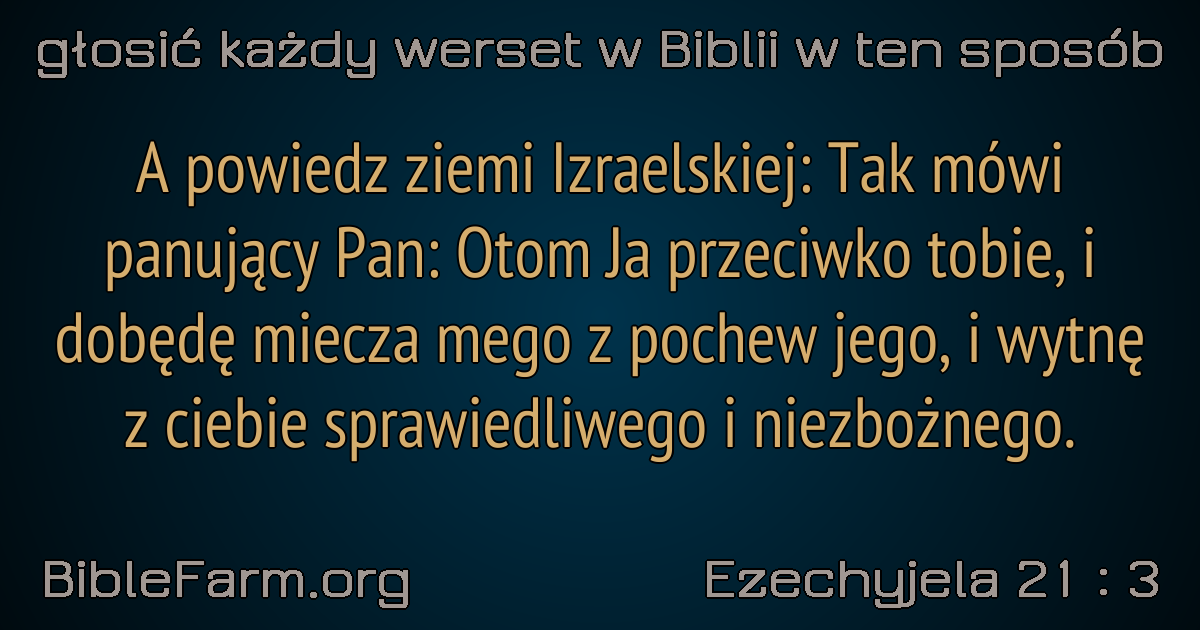 głosić każdy werset w Biblii w ten sposób
A powiedz ziemi Izraelskiej: Tak mówi
panujący Pan: Otom Ja przeciwko tobie, i
dobędę miecza mego z pochew jego, i wytnę
z ciebie sprawiedliwego i niezbożnego.
BibleFarm.org
Ezechyjela 21 : 3